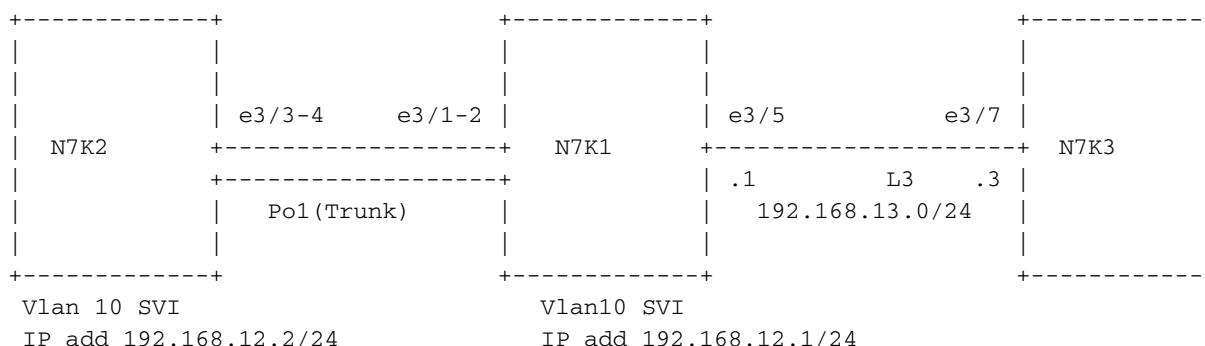 e3/3-4 e3/1-2 e3/5 e3/7
N7K2 N7K1 N7K3
.1 L3 .3
Po1(Trunk) 192.168.13.0/24
Vlan 10 SVI Vlan10 SVI
IP add 192.168.12.2/24 IP add 192.168.12.1/24